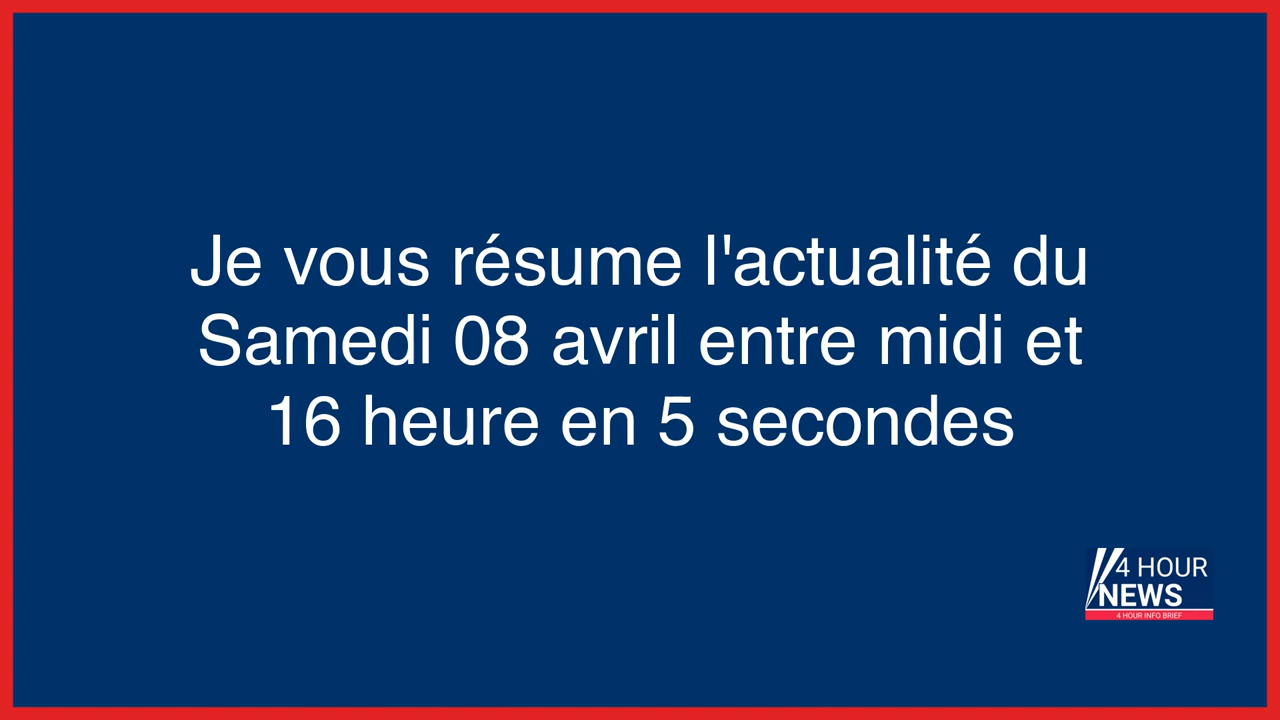 Je vous résume l'actualité du
Samedi 08 avril entre midi et
16 heure en 5 secondes
4 HOUR
NEWS
4 HOUR INFO BRIEF